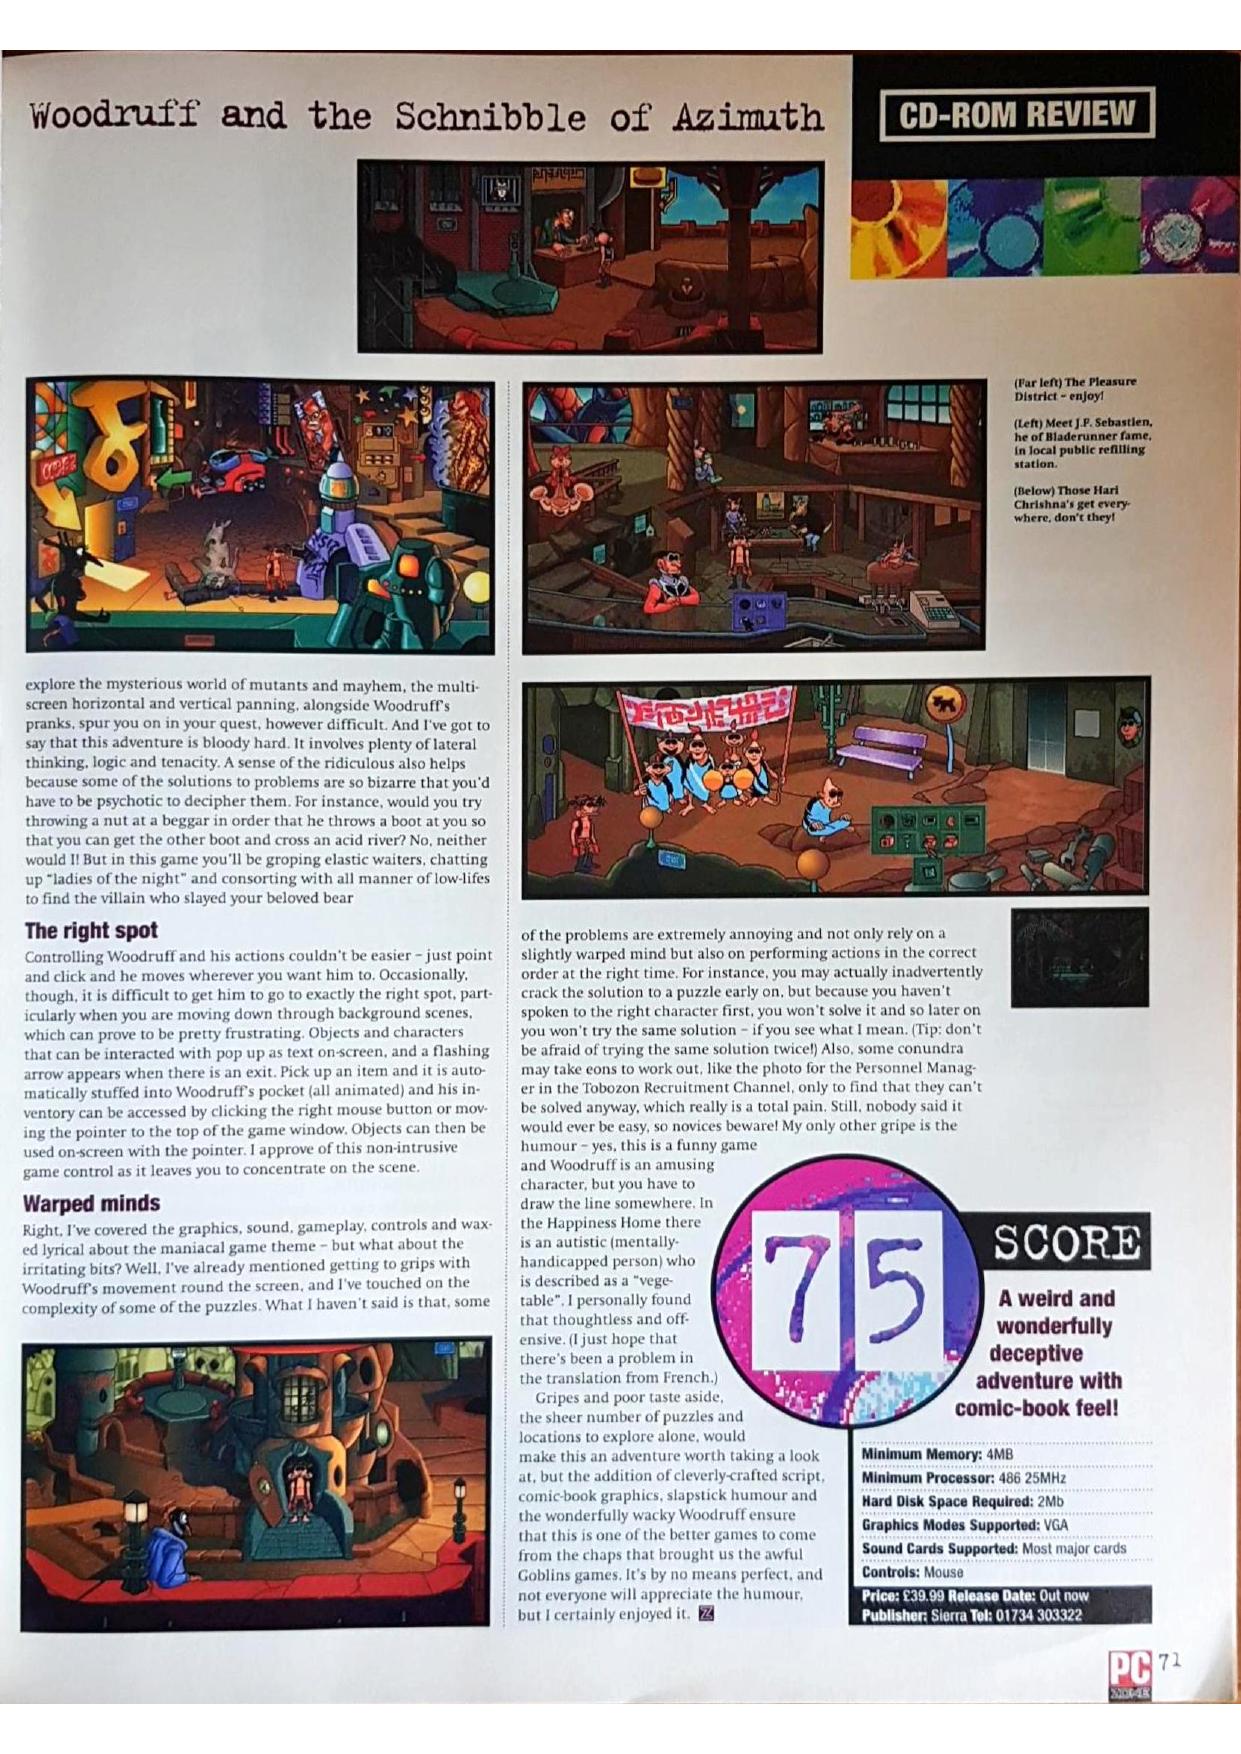 Woodruff and the Schnibble of Azimuth
CD-ROM REVIEW
(Far left) The Pleasure
District – enjoy!
(Left) Meet J.P. Sebastien,
he of Bladerunner fame,
in local public refilling
station.
(Below) Those Hari
Chrishna's get every-
where, don't they!
explore the mysterious world of mutants and mayhem, the multi-
screen horizontal and vertical panning, alongside Woodruff's
pranks, spur you on in your quest, however difficult. And I've got to
say that this adventure is bloody hard. It involves plenty of lateral
thinking, logic and tenacity. A sense of the ridiculous also helps
because some of the solutions to problems are so bizarre that you'd
have to be psychotic to decipher them. For instance, would you try
throwing a nut at a beggar in order that he throws a boot at you so
that you can get the other boot and cross an acid river? No, neither
would I! But in this game you'll be groping elastic waiters, chatting
up "ladies of the night" and consorting with all manner of low-lifes
to find the villain who slayed your beloved bear
The right spot
Controlling Woodruff and his actions couldn't be easier – just point
and click and he moves wherever you want him to. Occasionally,
though, it is difficult to get him to go to exactly the right spot, part-
icularly when you are moving down through background scenes,
which can prove to be pretty frustrating. Objects and characters
that can be interacted with pop up as text on-screen, and a flashing
arrow appears when there is an exit. Pick up an item and it is auto-
matically stuffed into Woodruff's pocket (all animated) and his in-
ventory can be accessed by clicking the right mouse button or mov-
ing the pointer to the top of the game window. Objects can then be
used on-screen with the pointer. I approve of this non-intrusive
game control as it leaves you to concentrate on the scene.
Warped minds
Right, I've covered the graphics, sound, gameplay, controls and wax-
ed lyrical about the maniacal game theme – but what about the
irritating bits? Well, I've already mentioned getting to grips with
Woodruff's movement round the screen, and I've touched on the
complexity of some of the puzzles. What I haven't said is that, some
of the problems are extremely annoying and not only rely on a
slightly warped mind but also on performing actions in the correct
order at the right time. For instance, you may actually inadvertently
crack the solution to a puzzle early on, but because you haven't
spoken to the right character first, you won't solve it and so later on
you won't try the same solution – if you see what I mean. (Tip: don't
be afraid of trying the same solution twice!) Also, some conundra
may take eons to work out, like the photo for the Personnel Manag-
er in the Tobozon Recruitment Channel, only to find that they can't
be solved anyway, which really is a total pain. Still, nobody said it
would ever be easy, so novices beware! My only other gripe is the
humour – yes, this is a funny game
and Woodruff is an amusing
character, but you have to
draw the line somewhere. In
the Happiness Home there
is an autistic (mentally-
handicapped person) who
is described as a "vege-
table". I personally found
that thoughtless and off-
ensive. (I just hope that
there's been a problem in
the translation from French.)
Gripes and poor taste aside,
the sheer number of puzzles and
locations to explore alone, would
make this an adventure worth taking a look
at, but the addition of cleverly-crafted script,
comic-book graphics, slapstick humour and
the wonderfully wacky Woodruff ensure
that this is one of the better games to come
from the chaps that brought us the awful
Goblins games. It's by no means perfect, and
not everyone will appreciate the humour,
but I certainly enjoyed it. Z
75
SCORE
A weird and
wonderfully
deceptive
adventure with
comic-book feel!
Minimum Memory: 4MB
Minimum Processor: 486 25MHz
Hard Disk Space Required: 2Mb
Graphics Modes Supported: VGA
Sound Cards Supported: Most major cards
Controls: Mouse
Price: £39.99 Release Date: Out now
Publisher: Sierra Tel: 01734 303322
PC ZONE 71